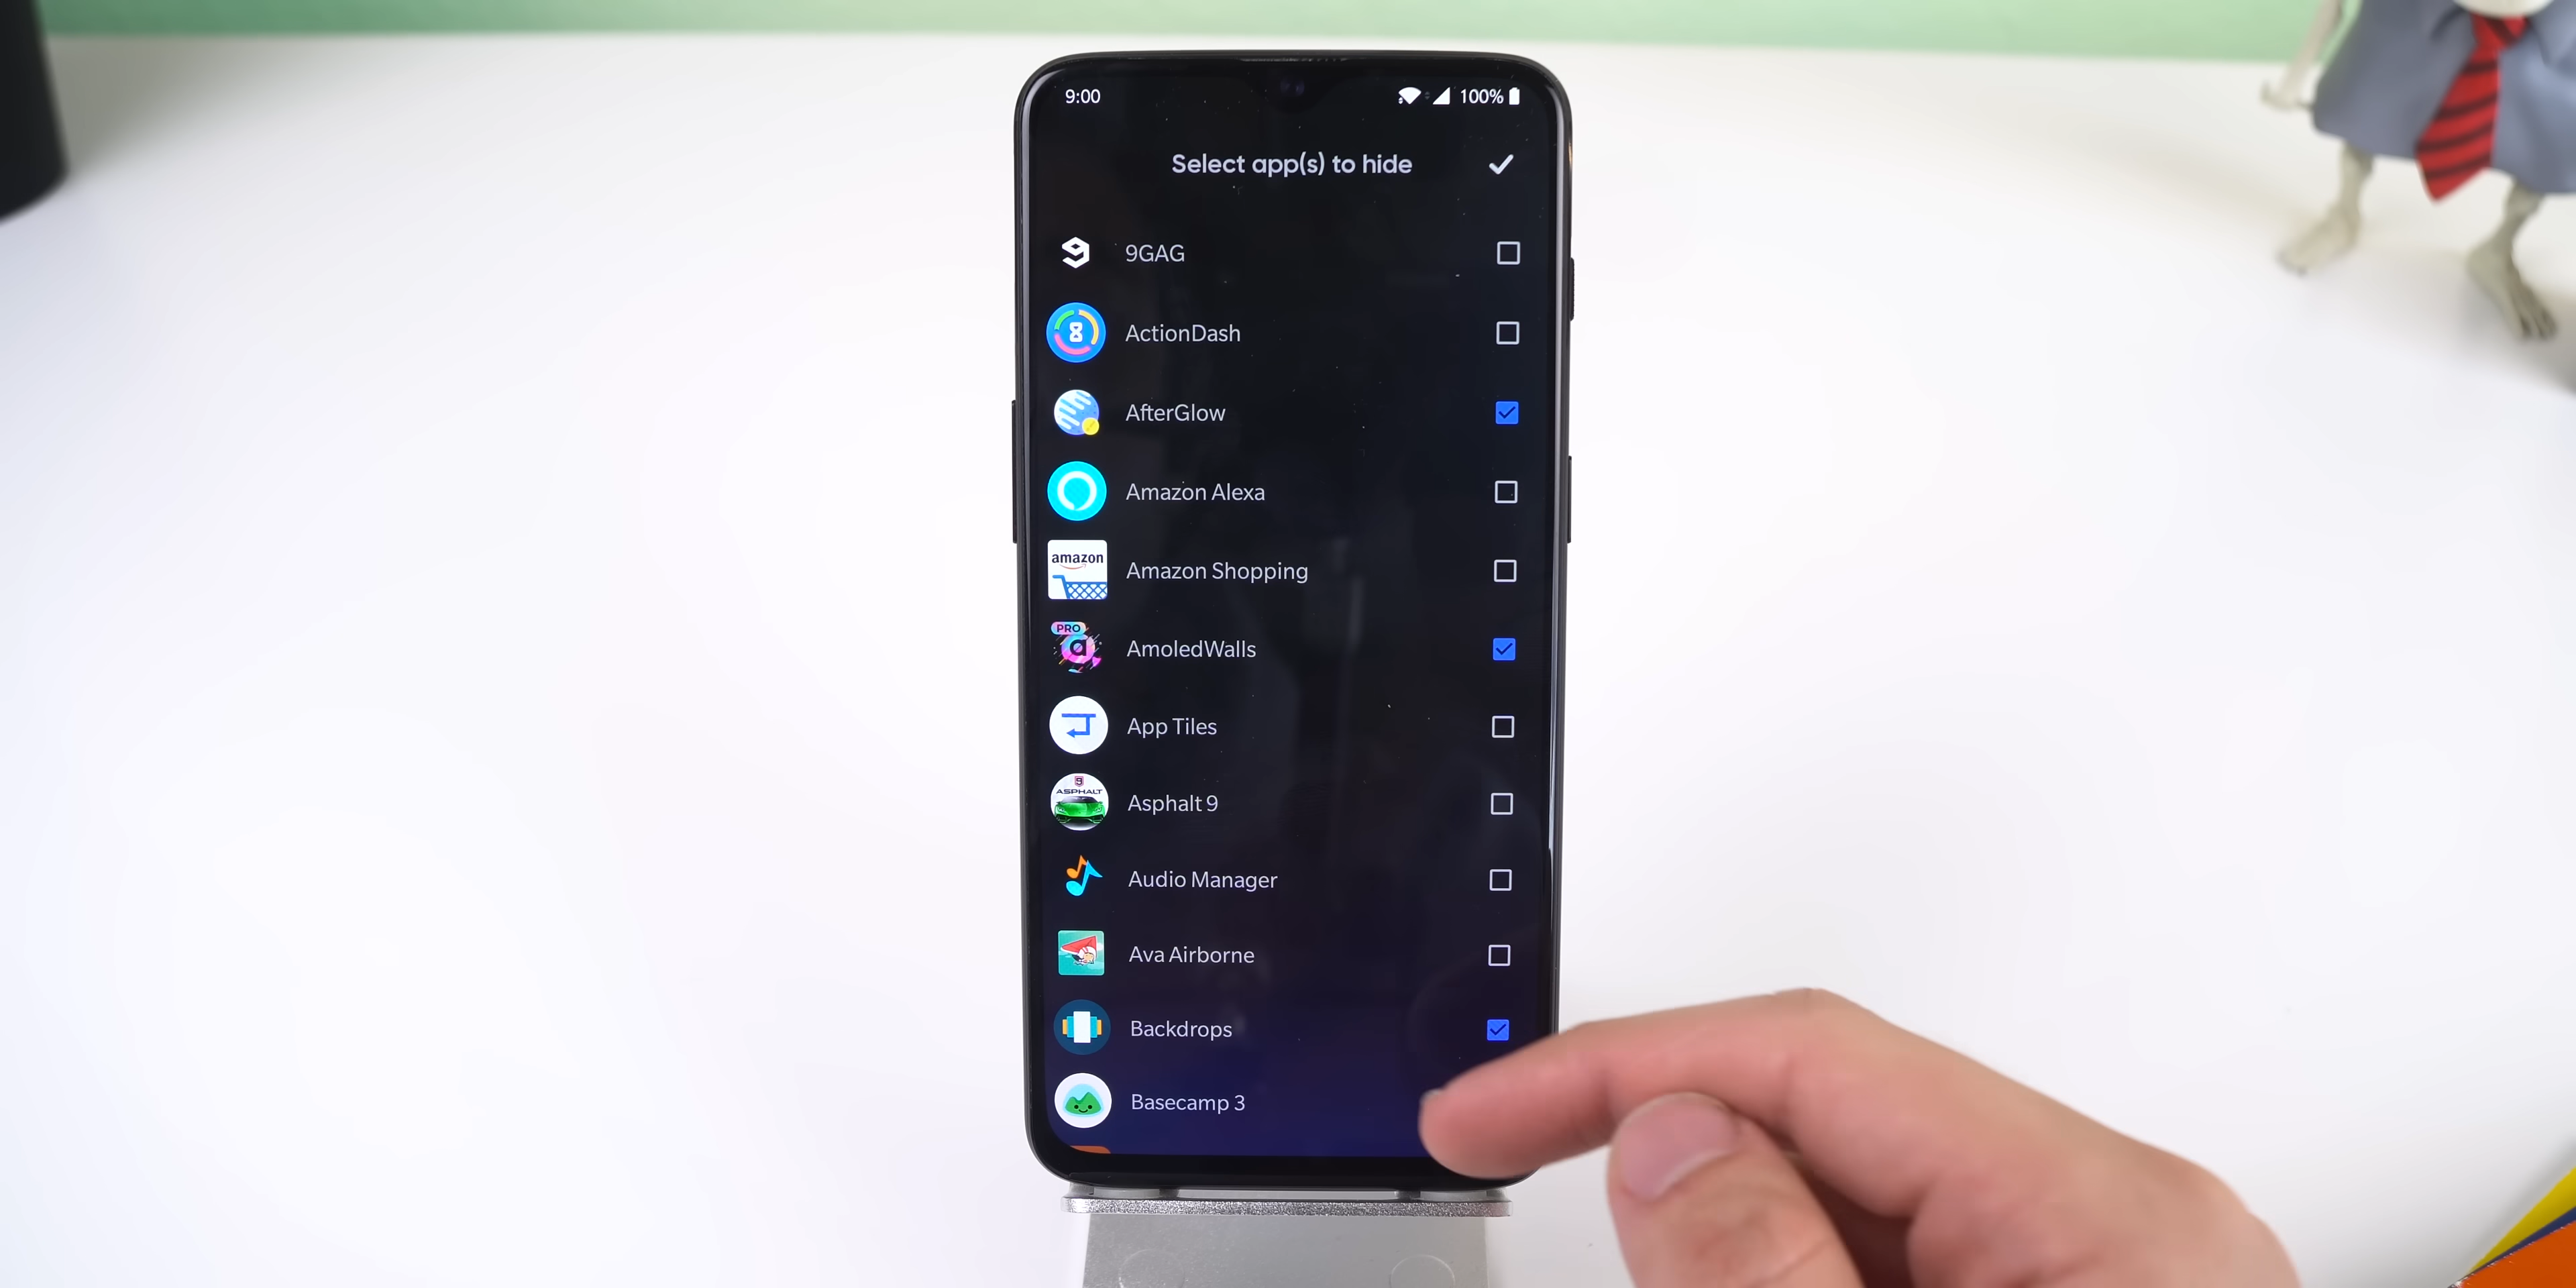 9:00 100%
Select app(s) to hide
9GAG
ActionDash
AfterGlow
Amazon Alexa
amazon
Amazon Shopping
PRO
a
AmoledWalls
App Tiles
9
ASPHALT
Asphalt 9
Audio Manager
Ava Airborne
Backdrops
Basecamp 3